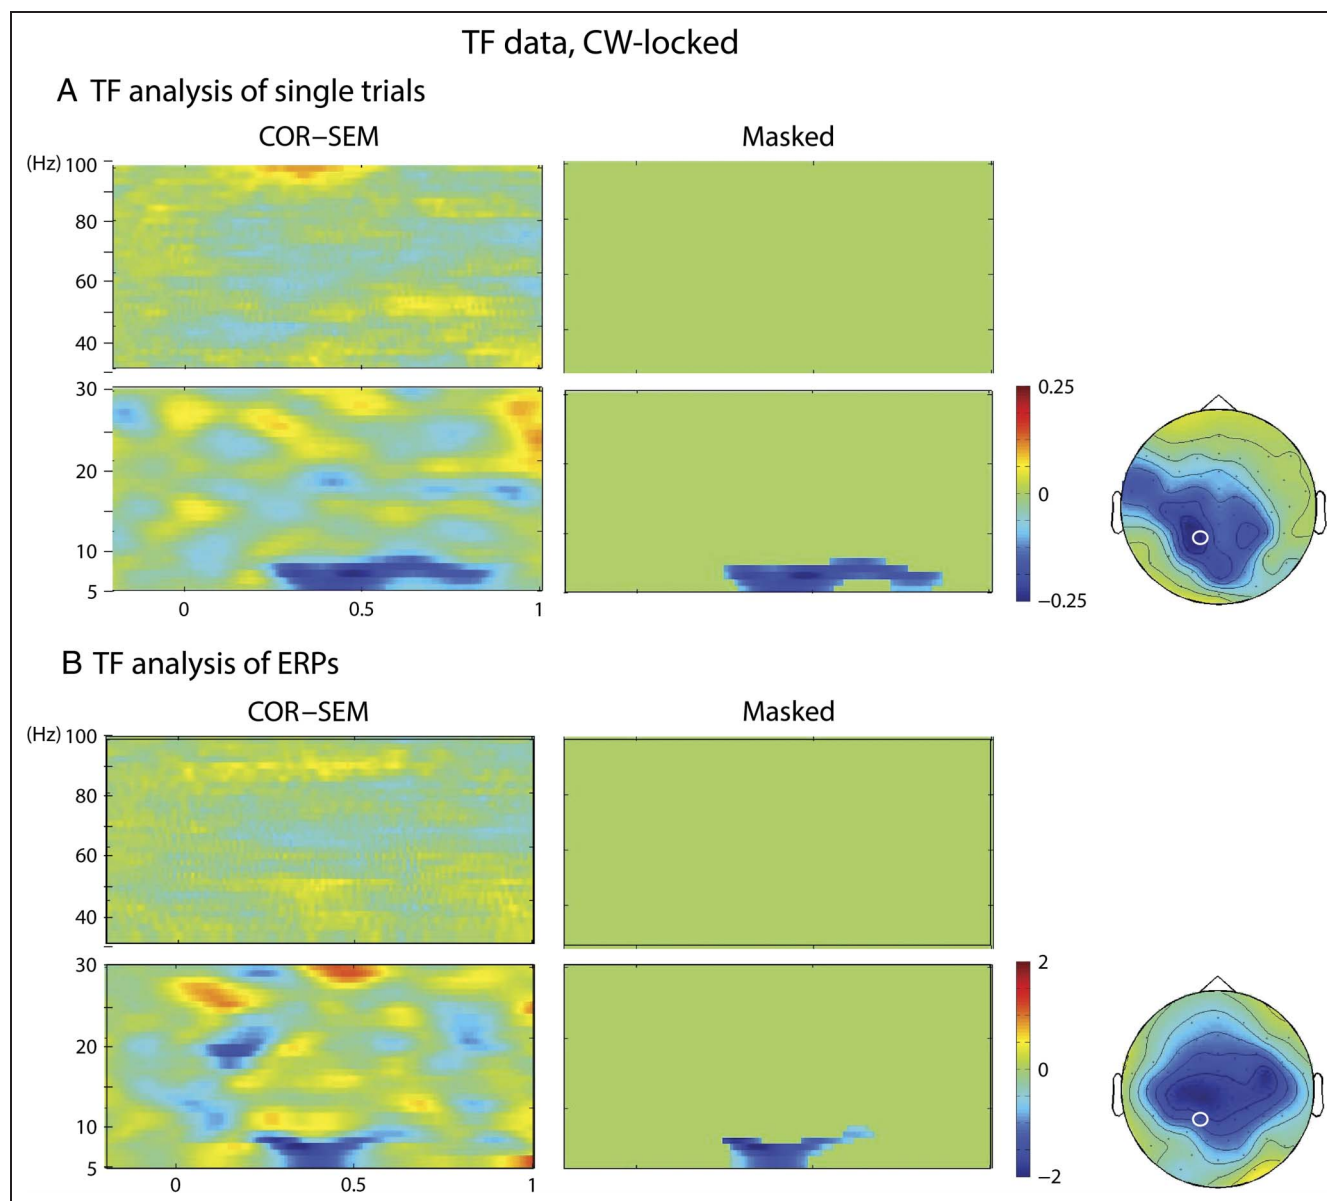 TF data, CW-locked
A TF analysis of single trials
COR–SEM
Masked
(Hz) 100
80
60
40
30
20
10
5
0
0.5
1
0.25
0
−0.25
B TF analysis of ERPs
COR–SEM
Masked
(Hz) 100
80
60
40
30
20
10
5
0
0.5
1
2
0
−2